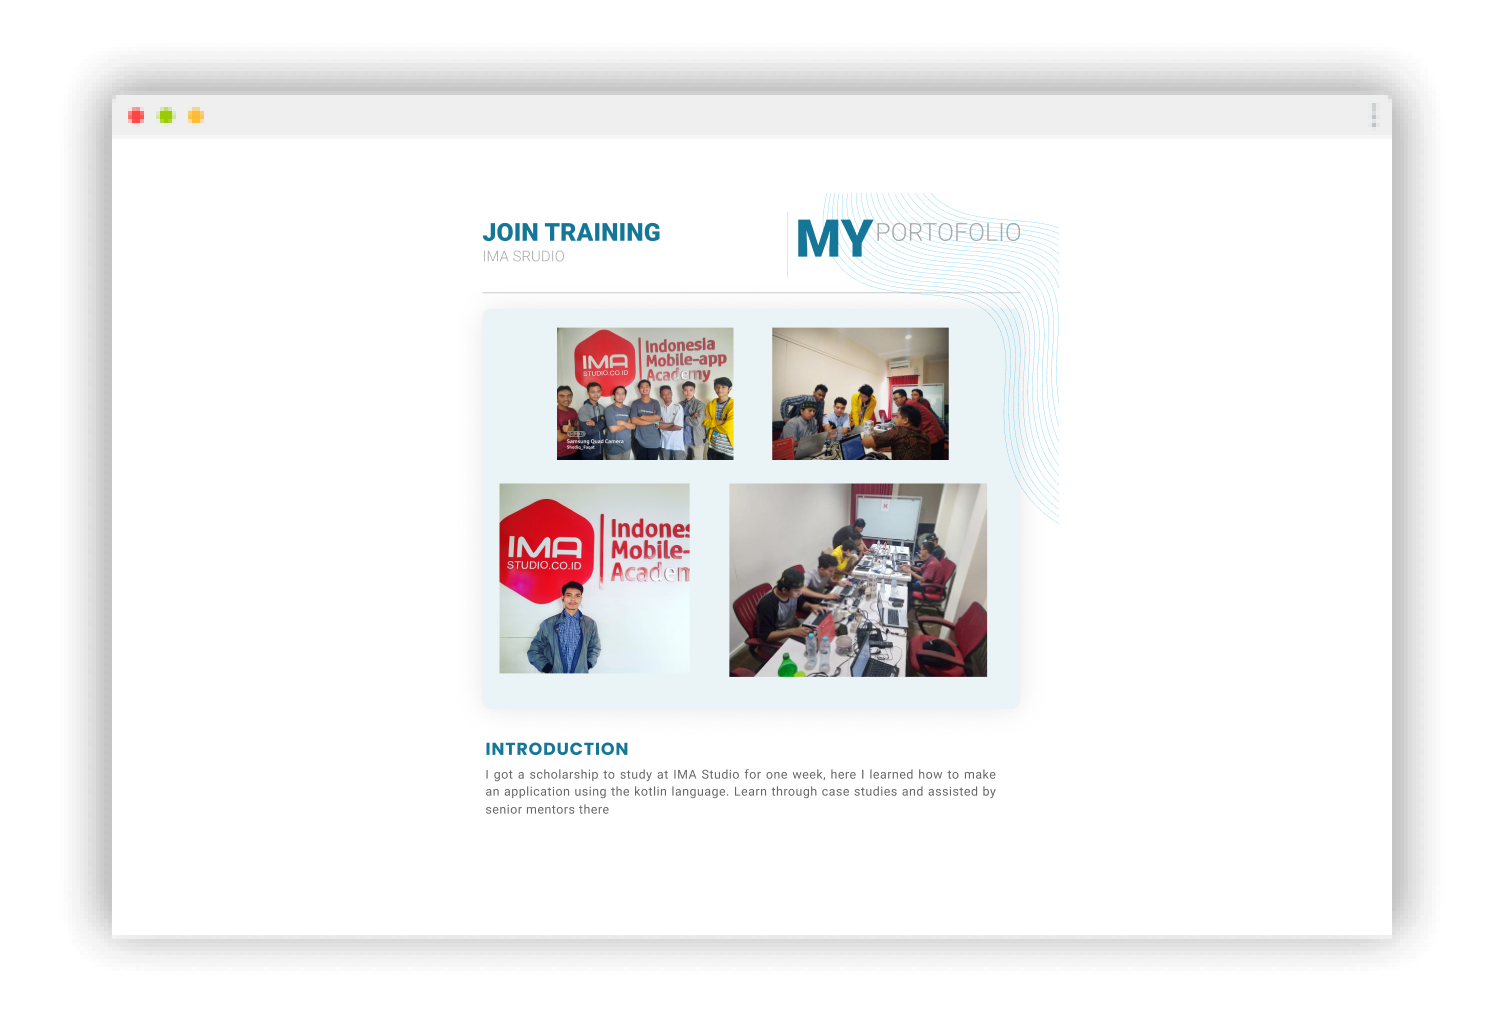 JOIN TRAINING
IMA SRUDIO
MY PORTOFOLIO
IMA
STUDIO.CO.ID
Indonesia
Mobile-app
Academy
Samsung Quad Camera
IMA
STUDIO.CO.ID
Indones
Mobile-
Academ
INTRODUCTION
I got a scholarship to study at IMA Studio for one week, here I learned how to make
an application using the kotlin language. Learn through case studies and assisted by
senior mentors there